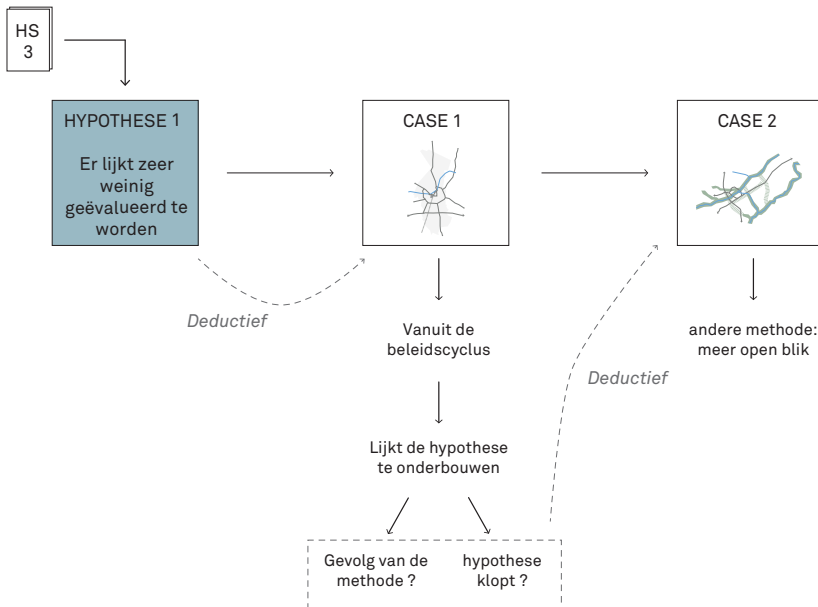 HS
3
HYPOTHESE 1
Er lijkt zeer
weinig
geëvalueerd te
worden
CASE 1
CASE 2
Deductief
Vanuit de
beleidscyclus
andere methode:
meer open blik
Deductief
Lijkt de hypothese
te onderbouwen
Gevolg van de
methode ?
hypothese
klopt ?